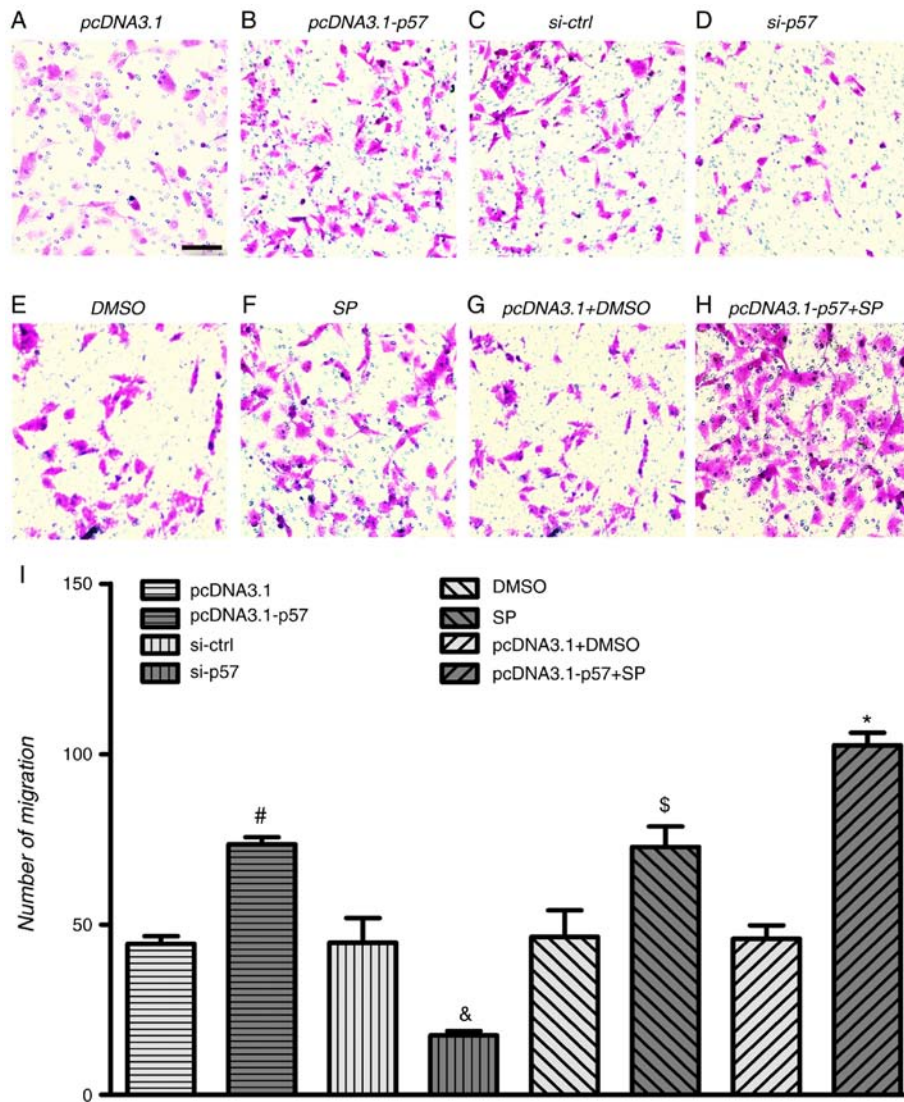 A pcDNA3.1 B pcDNA3.1-p57 C si-ctrl D si-p57
E DMSO F SP G pcDNA3.1+DMSO H pcDNA3.1-p57+SP
I
150
100
50
0
Number of migration
pcDNA3.1
pcDNA3.1-p57
si-ctrl
si-p57
DMSO
SP
pcDNA3.1+DMSO
pcDNA3.1-p57+SP
#
&
$
*